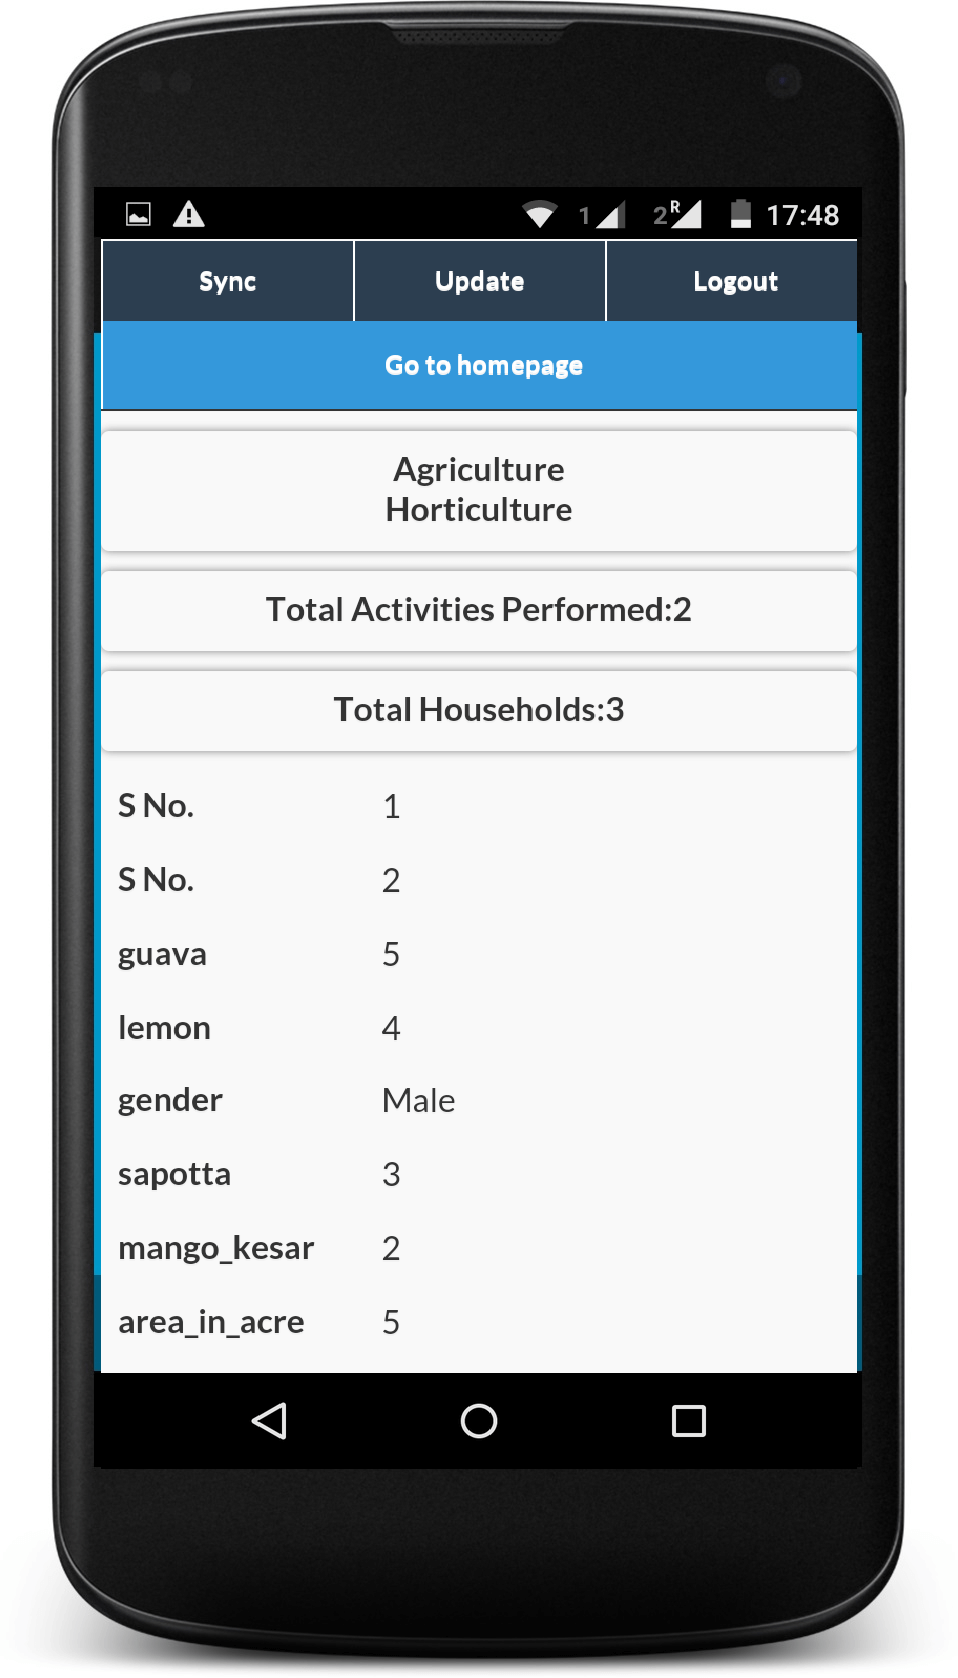 1 2 R 17:48
Sync Update Logout
Go to homepage
Agriculture
Horticulture
Total Activities Performed:2
Total Households:3
S No. 1
S No. 2
guava 5
lemon 4
gender Male
sapotta 3
mango_kesar 2
area_in_acre 5